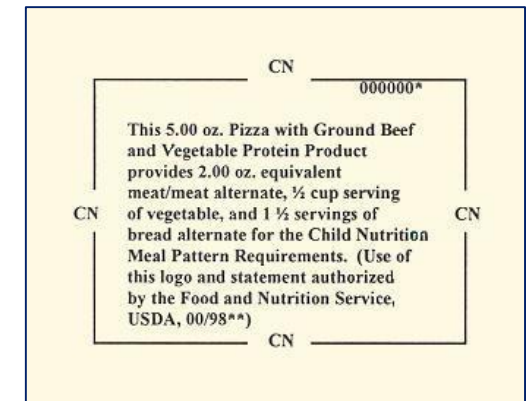 CN
000000*
This 5.00 oz. Pizza with Ground Beef
and Vegetable Protein Product
provides 2.00 oz. equivalent
meat/meat alternate, ½ cup serving
CN of vegetable, and 1 ½ servings of CN
bread alternate for the Child Nutrition
Meal Pattern Requirements. (Use of
this logo and statement authorized
by the Food and Nutrition Service,
USDA, 00/98**)
CN